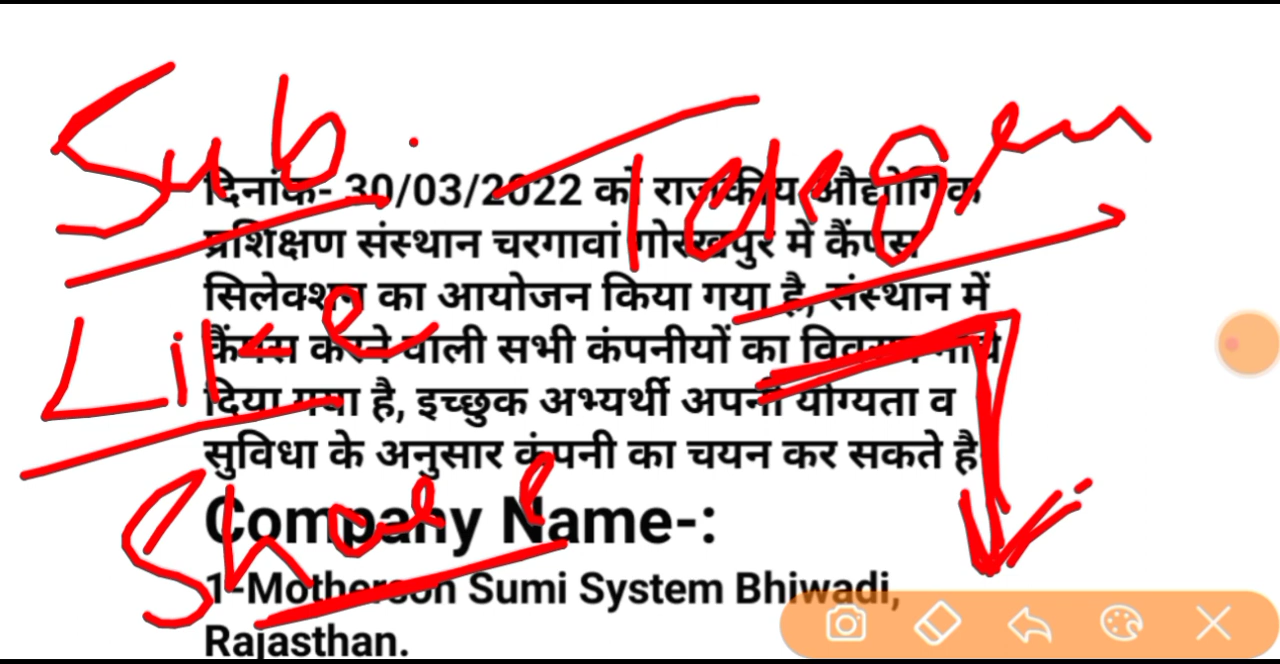 Sub.
दिनांक- 30/03/2022 को राजकीय औद्योगिक
प्रशिक्षण संस्थान चरगावां गोरखपुर में कैंपस
सिलेक्शन का आयोजन किया गया है, संस्थान में
Like
कैंपस करने वाली सभी कंपनीयों का विवरण नीचे
दिया गया है, इच्छुक अभ्यर्थी अपनी योग्यता व
सुविधा के अनुसार कंपनी का चयन कर सकते है
Share
Company Name-:
1-Motherson Sumi System Bhiwadi,
Rajasthan.